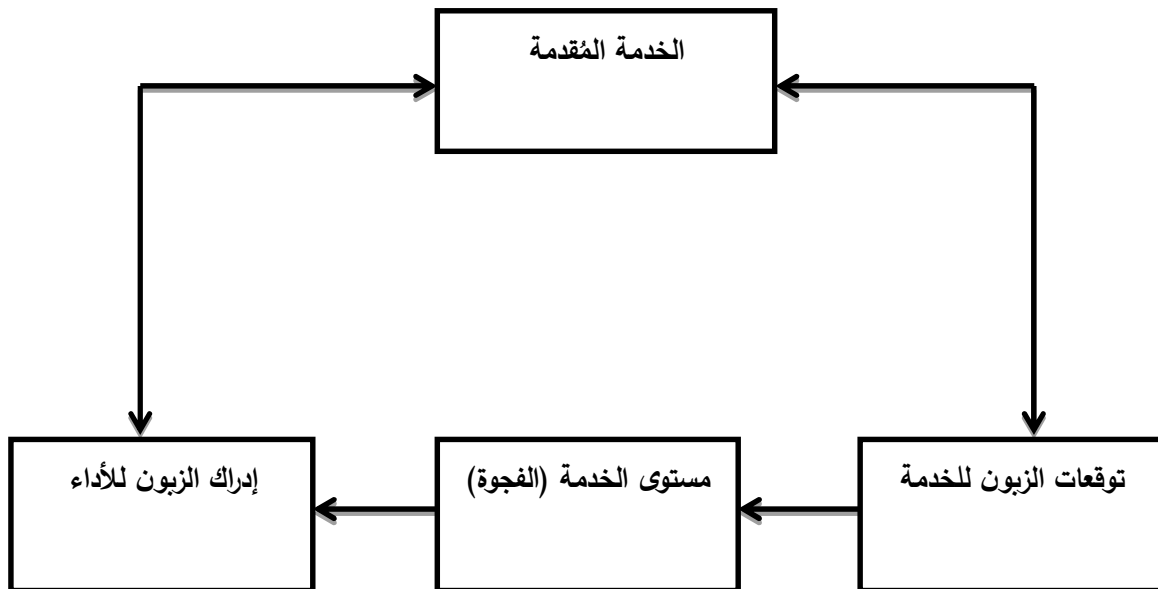 الخدمة المُقدمة
توقعات الزبون للخدمة
مستوى الخدمة (الفجوة)
إدراك الزبون للأداء